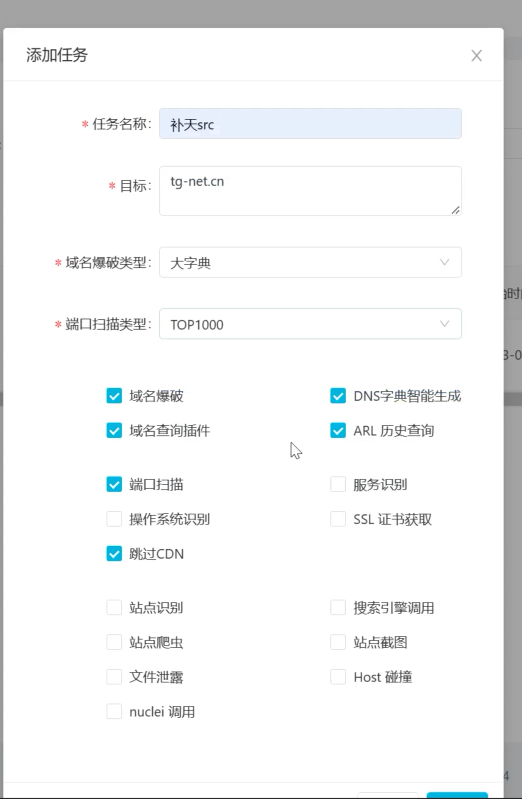 添加任务
* 任务名称: 补天src
* 目标: tg-net.cn
* 域名爆破类型: 大字典
* 端口扫描类型: TOP1000
域名爆破 DNS字典智能生成
域名查询插件 ARL 历史查询
端口扫描 服务识别
操作系统识别 SSL 证书获取
跳过CDN
站点识别 搜索引擎调用
站点爬虫 站点截图
文件泄露 Host 碰撞
nuclei 调用